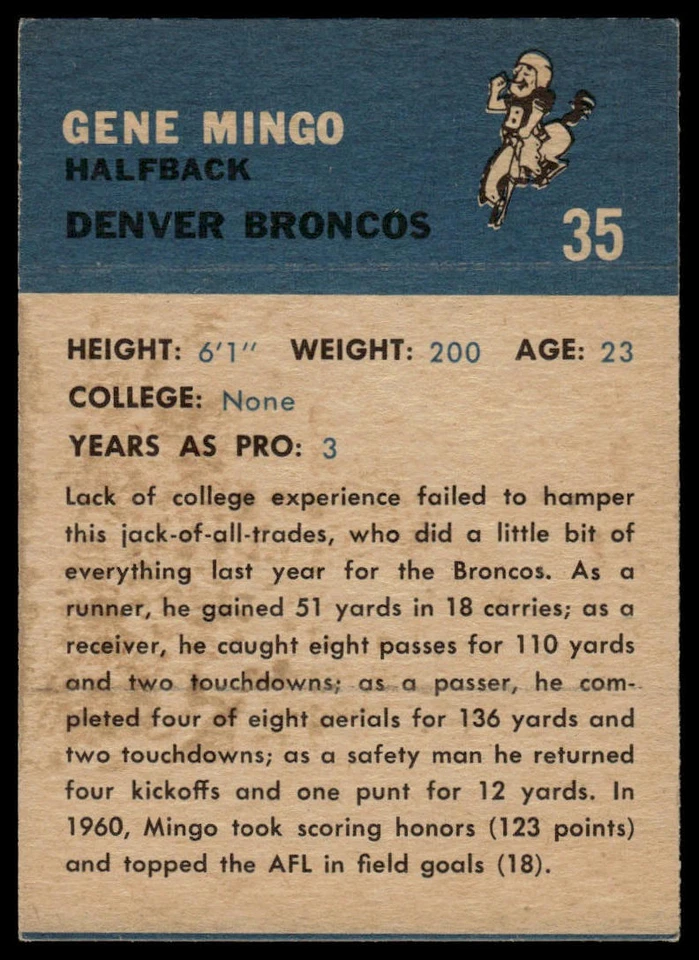 GENE MINGO
HALFBACK
DENVER BRONCOS
8
35
HEIGHT: 6'1" WEIGHT: 200 AGE: 23
COLLEGE: None
YEARS AS PRO: 3
Lack of college experience failed to hamper
this jack-of-all-trades, who did a little bit of
everything last year for the Broncos. As a
runner, he gained 51 yards in 18 carries; as a
receiver, he caught eight passes for 110 yards
and two touchdowns; as a passer, he com-
pleted four of eight aerials for 136 yards and
two touchdowns; as a safety man he returned
four kickoffs and one punt for 12 yards. In
1960, Mingo took scoring honors (123 points)
and topped the AFL in field goals (18).